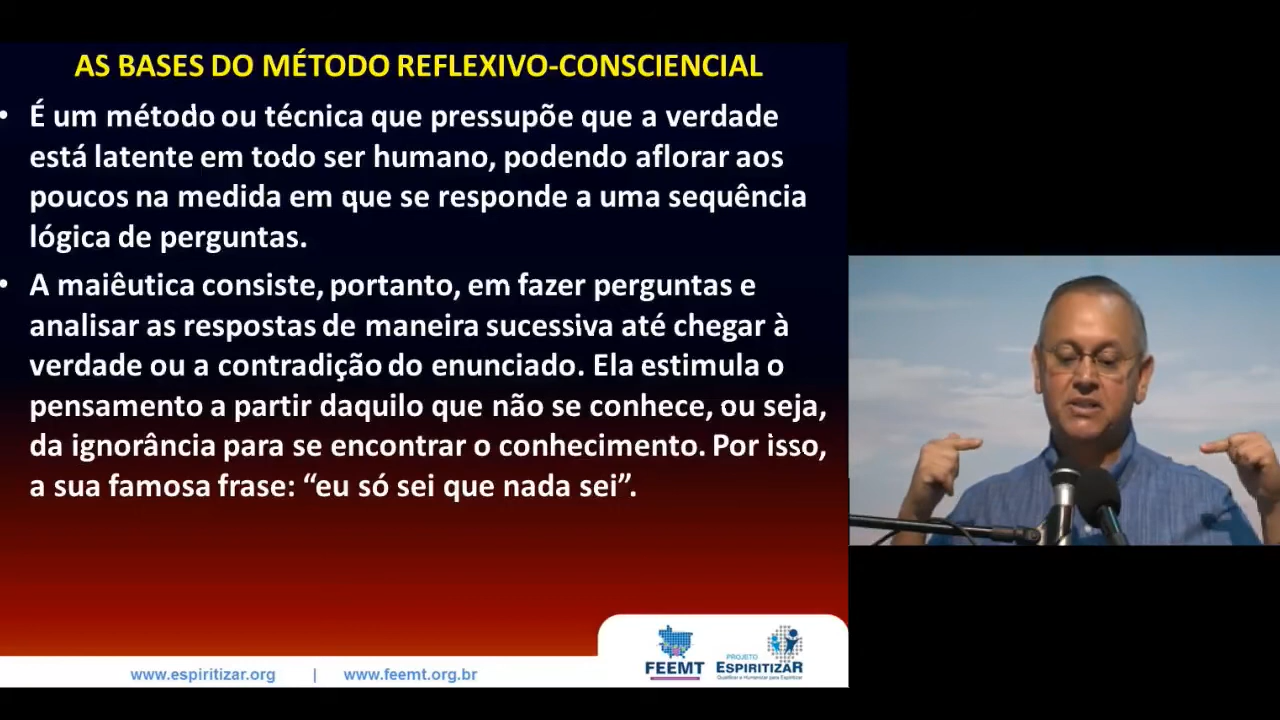 AS BASES DO MÉTODO REFLEXIVO-CONSCIENCIAL
• É um método ou técnica que pressupõe que a verdade
está latente em todo ser humano, podendo aflorar aos
poucos na medida em que se responde a uma sequência
lógica de perguntas.
• A maiêutica consiste, portanto, em fazer perguntas e
analisar as respostas de maneira sucessiva até chegar à
verdade ou a contradição do enunciado. Ela estimula o
pensamento a partir daquilo que não se conhece, ou seja,
da ignorância para se encontrar o conhecimento. Por isso,
a sua famosa frase: “eu só sei que nada sei”.
www.espiritizar.org | www.feemt.org.br
FEEMT
PROJETO
ESPIRITIZAR
Qualificar e Humanizar para Espiritizar